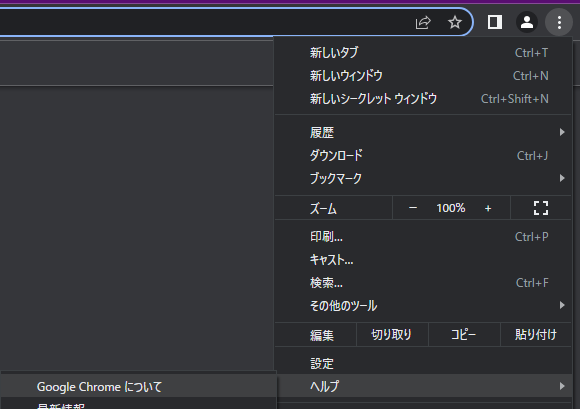 新しいタブ Ctrl+T
新しいウィンドウ Ctrl+N
新しいシークレット ウィンドウ Ctrl+Shift+N
履歴
ダウンロード Ctrl+J
ブックマーク
ズーム － 100% +
印刷... Ctrl+P
キャスト...
検索... Ctrl+F
その他のツール
編集 切り取り コピー 貼り付け
設定
Google Chrome について ヘルプ
最新情報